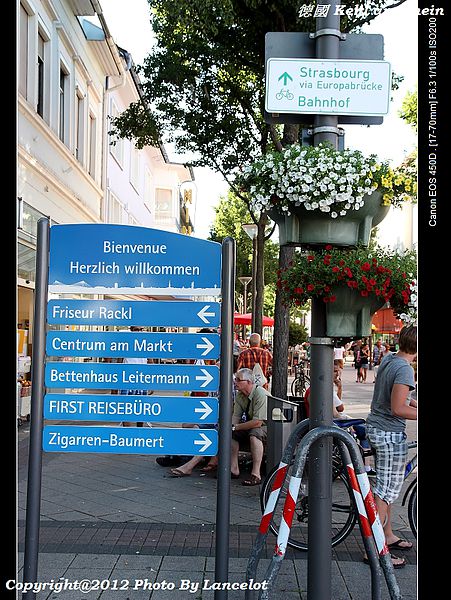 德國 Kehl am Rhein
Canon EOS 450D . [17-70mm] F6.3 1/100s ISO200
Strasbourg
via Europabrücke
Bahnhof
Bienvenue
Herzlich willkommen
Friseur Rackl
Centrum am Markt
Bettenhaus Leitermann
FIRST REISEBÜRO
Zigarren-Baumert
Copyright@2012 Photo By Lancelot